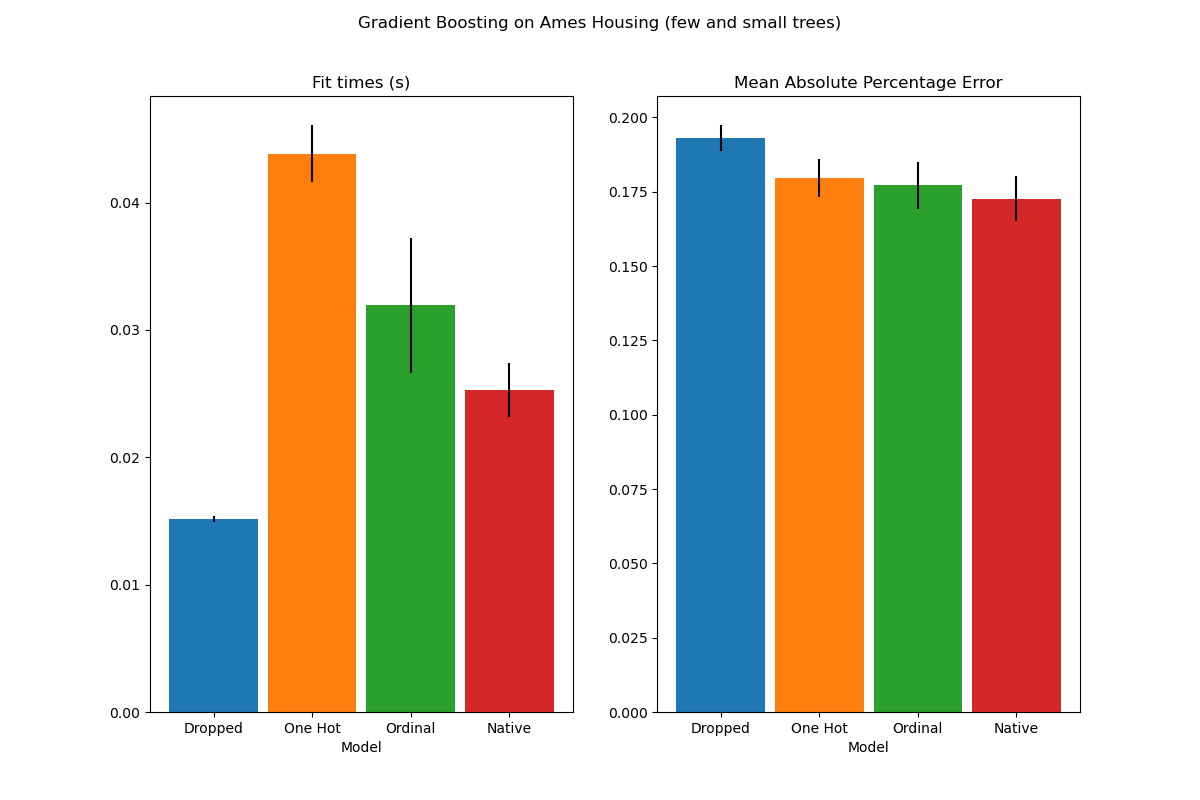 Gradient Boosting on Ames Housing (few and small trees)
Fit times (s)
0.04
0.03
0.02
0.01
0.00
Dropped One Hot Ordinal Native
Model
Mean Absolute Percentage Error
0.200
0.175
0.150
0.125
0.100
0.075
0.050
0.025
0.000
Dropped One Hot Ordinal Native
Model